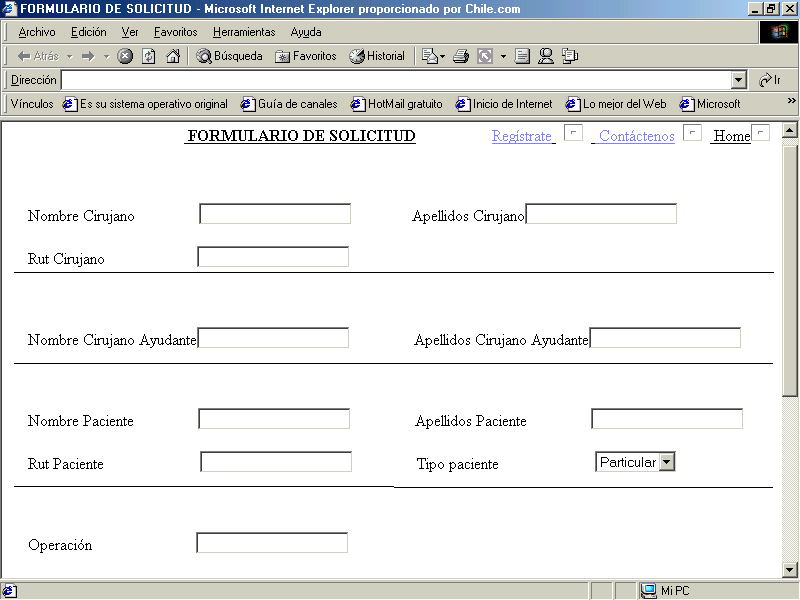 FORMULARIO DE SOLICITUD - Microsoft Internet Explorer proporcionado por Chile.com
Archivo Edición Ver Favoritos Herramientas Ayuda
Atrás Búsqueda Favoritos Historial
Dirección Ir
Vínculos Es su sistema operativo original Guía de canales HotMail gratuito Inicio de Internet Lo mejor del Web Microsoft »
FORMULARIO DE SOLICITUD Regístrate Contáctenos Home
Nombre Cirujano Apellidos Cirujano
Rut Cirujano
Nombre Cirujano Ayudante Apellidos Cirujano Ayudante
Nombre Paciente Apellidos Paciente
Rut Paciente Tipo paciente Particular
Operación
Mi PC